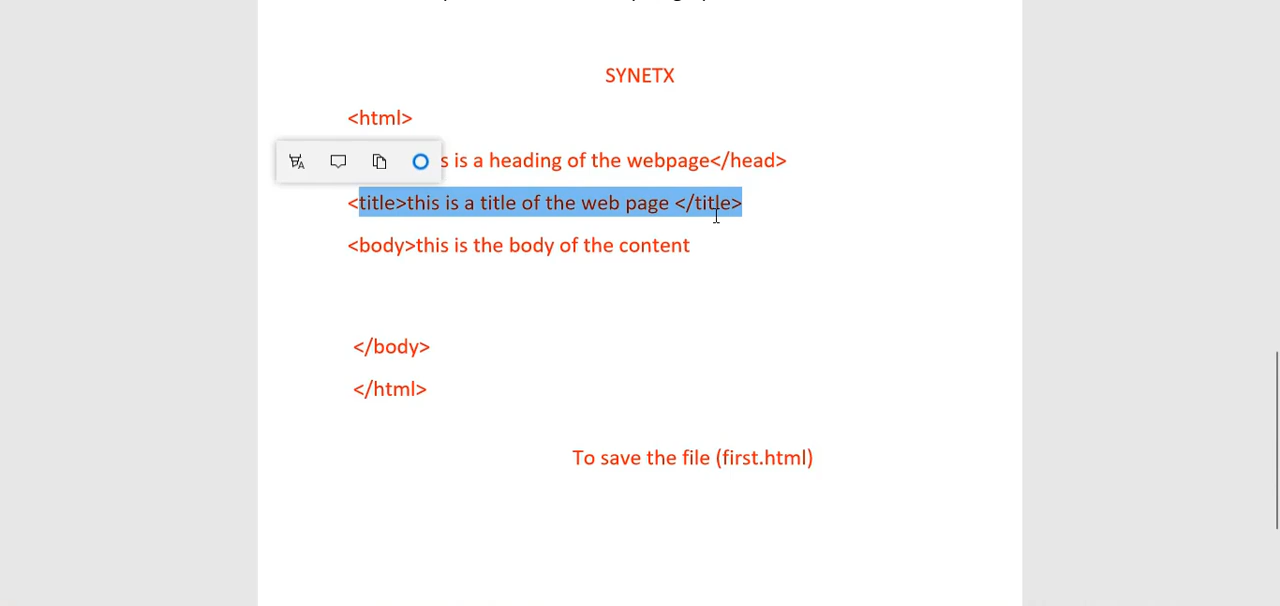 SYNETX
<html>
s is a heading of the webpage</head>
<title>this is a title of the web page </title>
<body>this is the body of the content
</body>
</html>
To save the file (first.html)